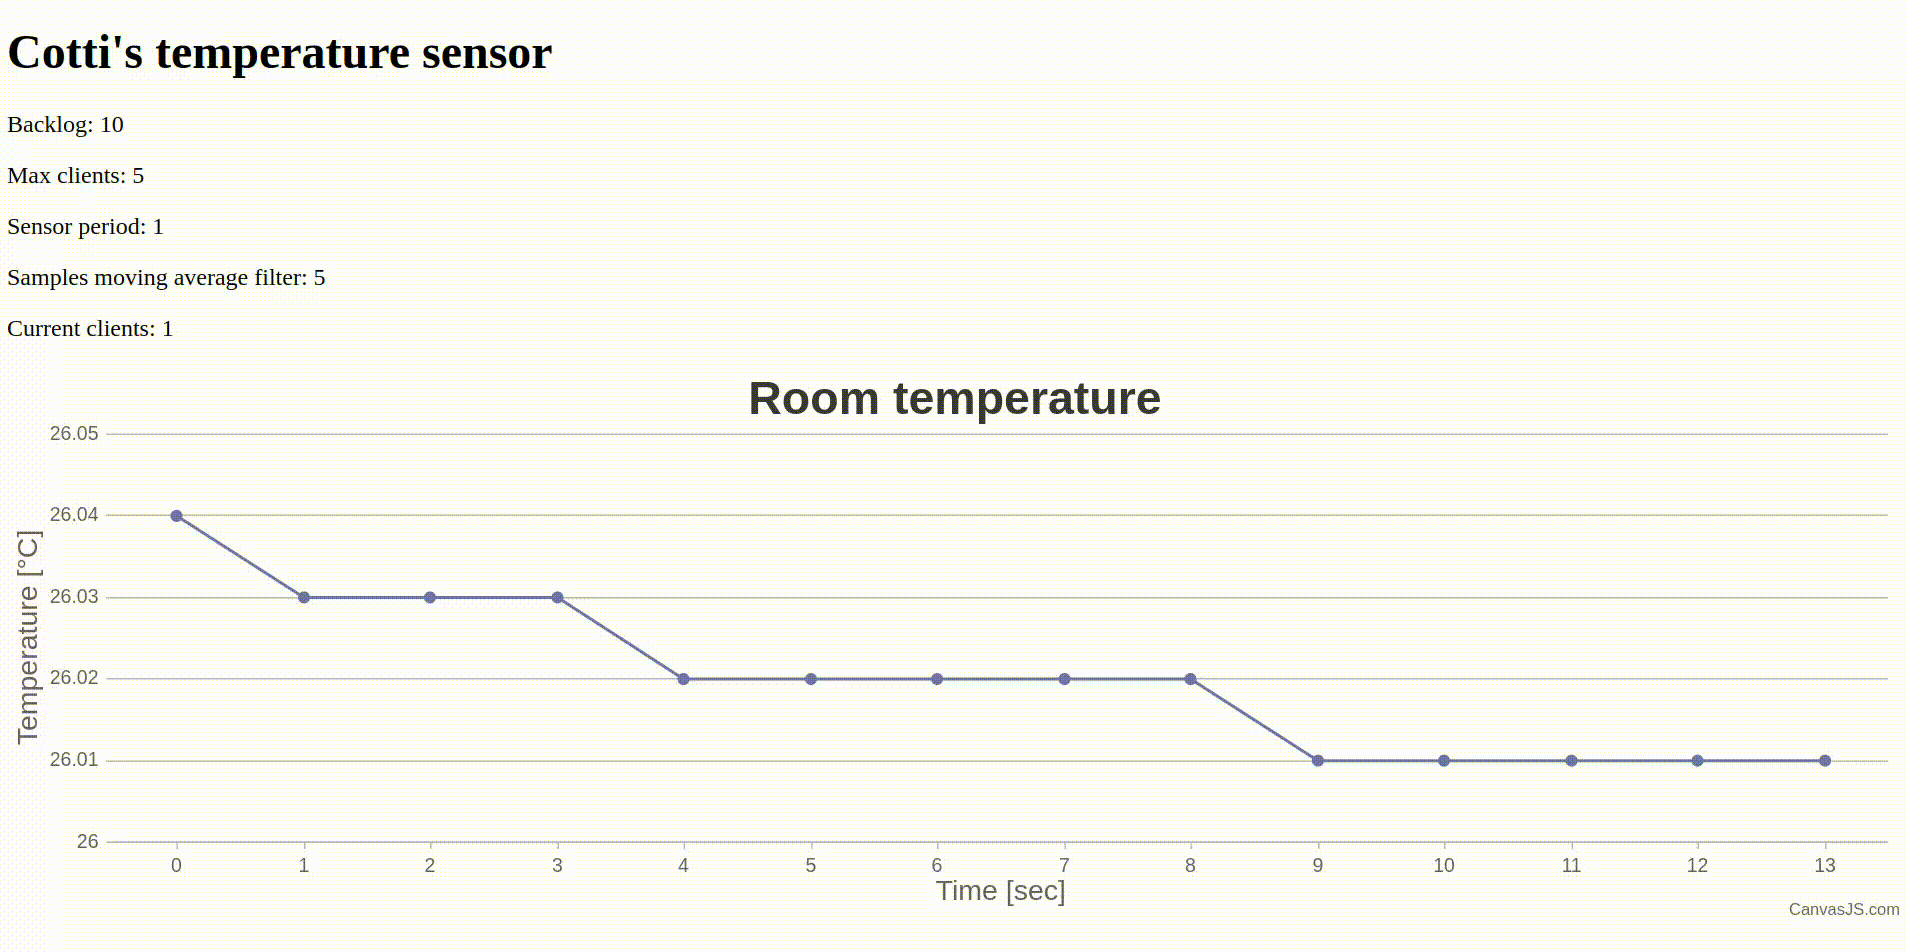 Cotti's temperature sensor
Backlog: 10
Max clients: 5
Sensor period: 1
Samples moving average filter: 5
Current clients: 1
Room temperature
Temperature [°C]
26.05
26.04
26.03
26.02
26.01
26
0 1 2 3 4 5 6 7 8 9 10 11 12 13
Time [sec]
CanvasJS.com